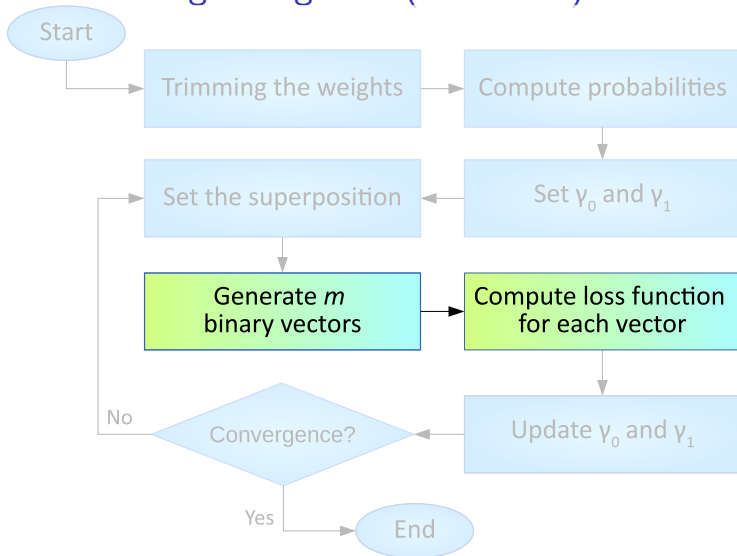 Start
Trimming the weights
Compute probabilities
Set the superposition
Set γ₀ and γ₁
Generate m
binary vectors
Compute loss function
for each vector
No
Convergence?
Update γ₀ and γ₁
Yes
End